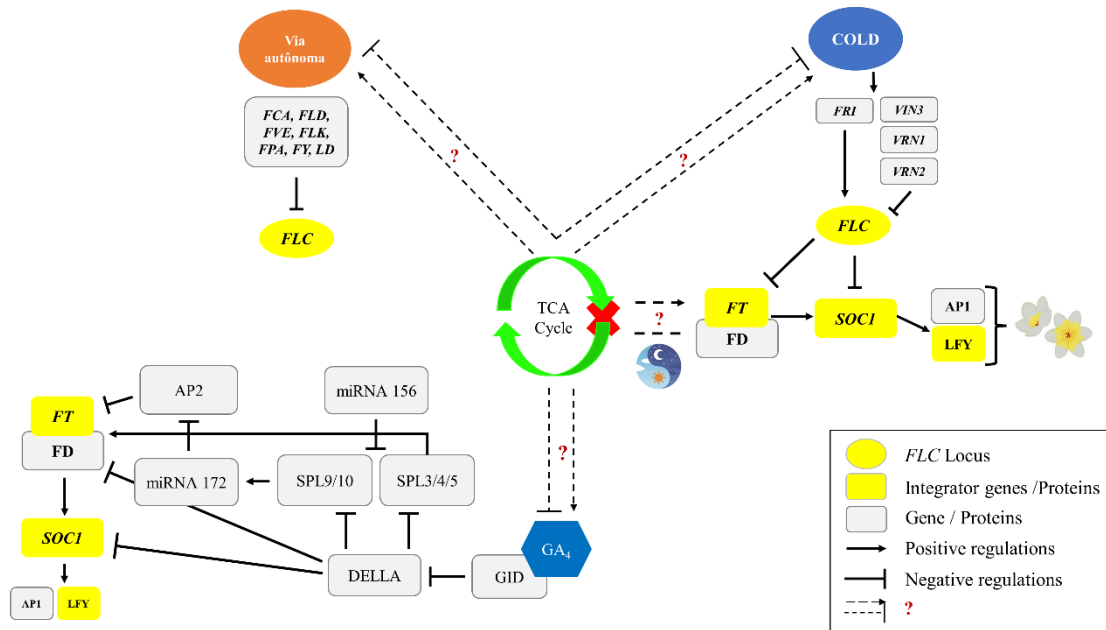 Via
autônoma
FCA, FLD,
FVE, FLK,
FPA, FY, LD
FLC
?
COLD
FRI
VIN3
VRN1
VRN2
?
FLC
TCA
Cycle
?
FT
FD
SOC1
AP1
LFY
?
GA4
GID
DELLA
miRNA 156
SPL9/10
SPL3/4/5
AP2
miRNA 172
FT
FD
SOC1
AP1
LFY
FLC Locus
Integrator genes /Proteins
Gene / Proteins
Positive regulations
Negative regulations
?